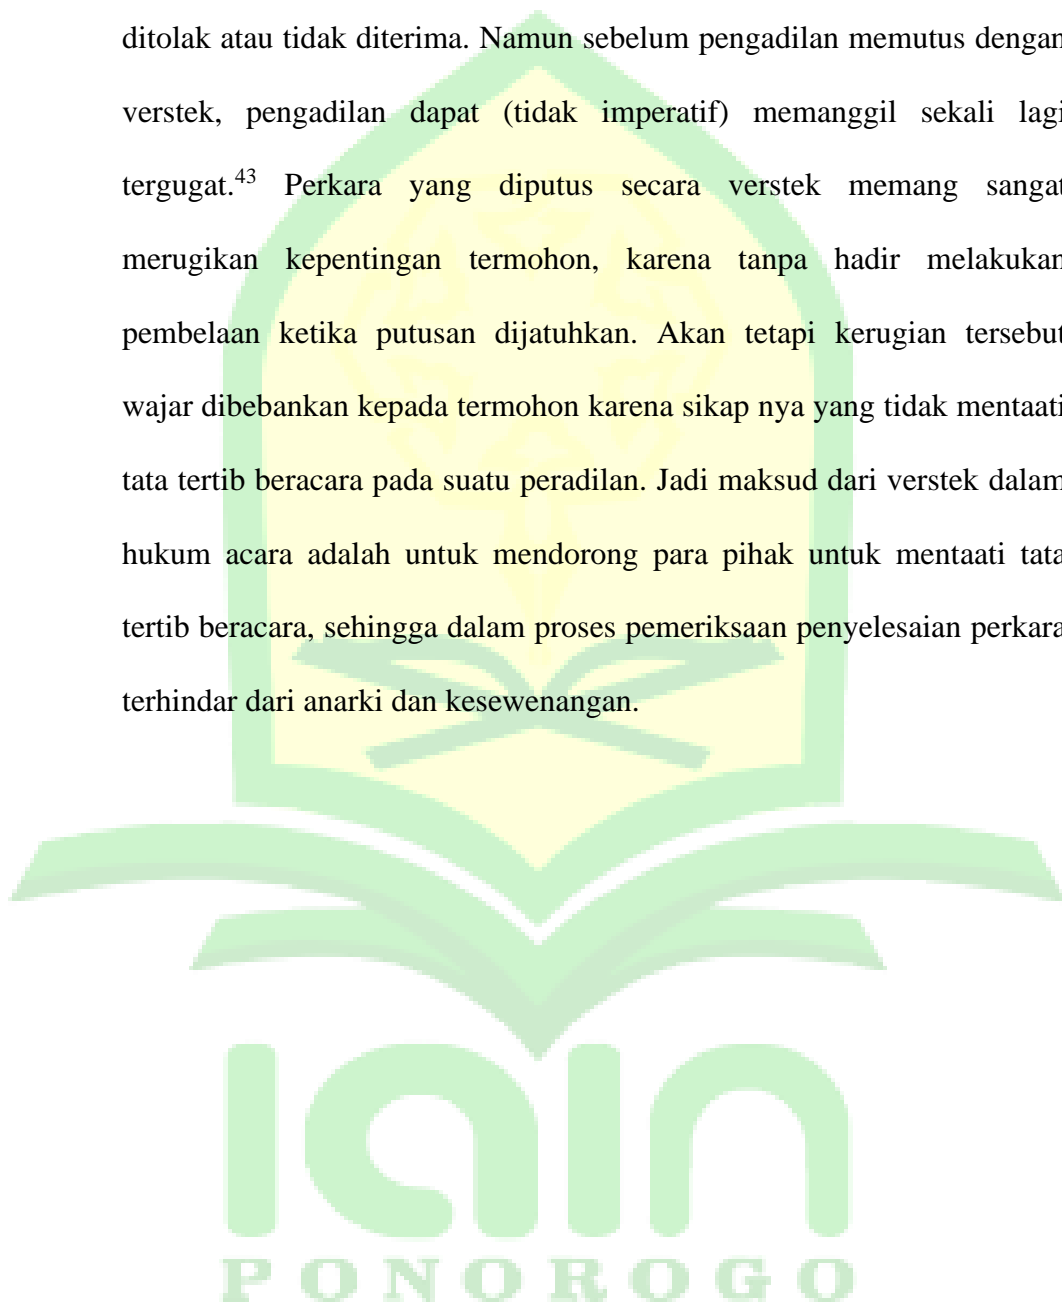 ditolak atau tidak diterima. Namun sebelum pengadilan memutus dengan
verstek, pengadilan dapat (tidak imperatif) memanggil sekali lagi
tergugat.43 Perkara yang diputus secara verstek memang sangat
merugikan kepentingan termohon, karena tanpa hadir melakukan
pembelaan ketika putusan dijatuhkan. Akan tetapi kerugian tersebut
wajar dibebankan kepada termohon karena sikap nya yang tidak mentaati
tata tertib beracara pada suatu peradilan. Jadi maksud dari verstek dalam
hukum acara adalah untuk mendorong para pihak untuk mentaati tata
tertib beracara, sehingga dalam proses pemeriksaan penyelesaian perkara
terhindar dari anarki dan kesewenangan.
iain
PONOROGO